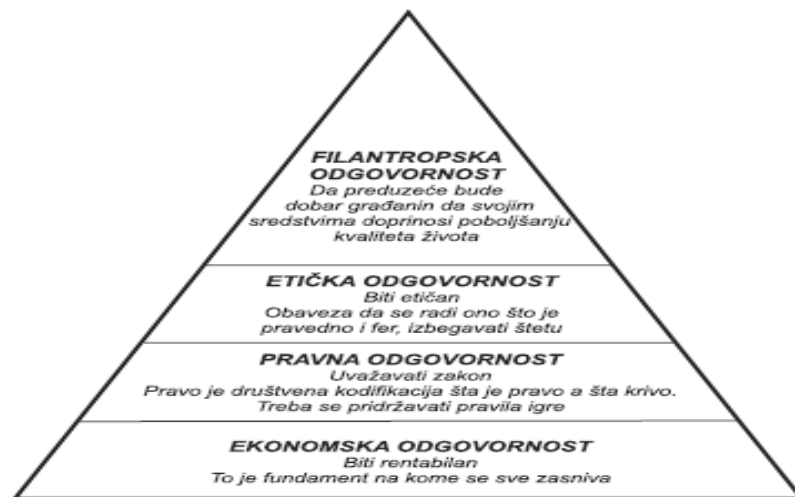 FILANTROPSKA
ODGOVORNOST
Da preduzeće bude
dobar građanin da svojim
sredstvima doprinosi poboljšanju
kvaliteta života
ETIČKA ODGOVORNOST
Biti etičan
Obaveza da se radi ono što je
pravedno i fer, izbegavati štetu
PRAVNA ODGOVORNOST
Uvažavati zakon
Pravo je društvena kodifikacija šta je pravo a šta krivo.
Treba se pridržavati pravila igre
EKONOMSKA ODGOVORNOST
Biti rentabilan
To je fundament na kome se sve zasniva